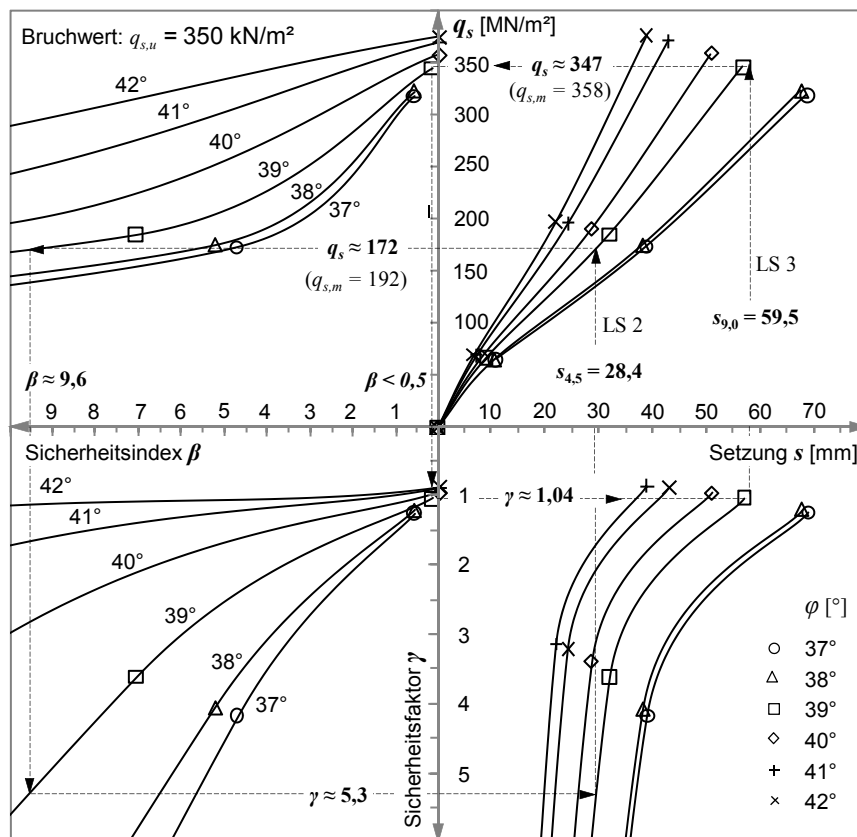 Bruchwert: qs,u = 350 kN/m²
qs [MN/m²]
42°
41°
40°
39°
38°
37°
350
300
250
200
150
100
qs ≈ 347
(qs,m = 358)
qs ≈ 172
(qs,m = 192)
LS 3
LS 2
s9,0 = 59,5
s4,5 = 28,4
β ≈ 9,6
β < 0,5
9 8 7 6 5 4 3 2 1
10 20 30 40 50 60 70
Sicherheitsindex β
Setzung s [mm]
42°
41°
40°
39°
38°
37°
1
2
3
4
5
γ ≈ 1,04
γ ≈ 5,3
Sicherheitsfaktor γ
φ [°]
37°
38°
39°
40°
41°
42°